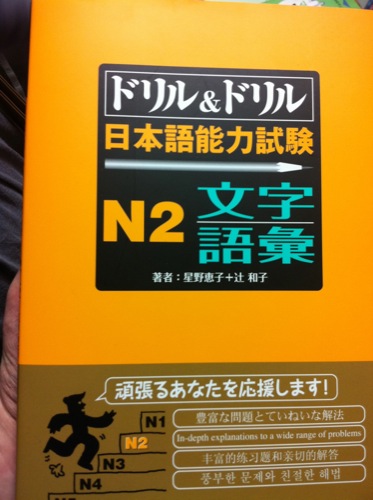 ドリル&ドリル
日本語能力試験
N2
文字
語彙
著者：星野恵子+辻 和子
頑張るあなたを応援します!
N1
N2
N3
N4
豊富な問題とていねいな解法
In-depth explanations to a wide range of problems
丰富的练习题和亲切的解答
풍부한 문제와 친절한 해법